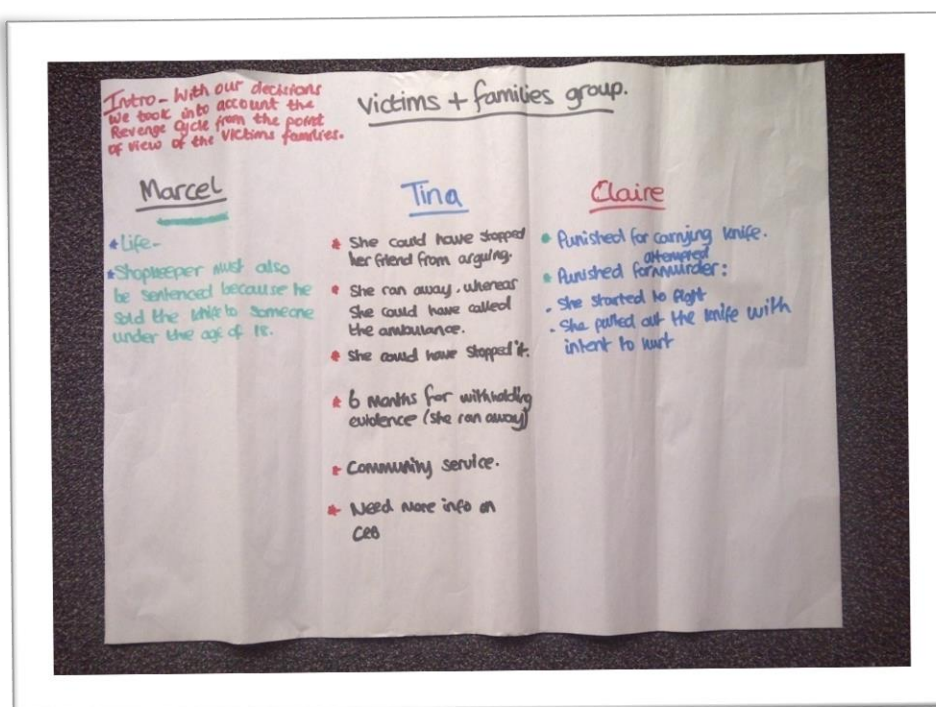 Intro - With our decisions
we took into account the
Revenge Cycle from the point
of view of the Victims families.
Victims + families group.
Marcel
* Life -
* Shopkeeper must also
be sentenced because he
sold the knife to someone
under the age of 18.
Tina
* She could have stopped
her friend from arguing.
* She ran away, whereas
She could have called
the ambulance.
* She could have stopped it.
* 6 months for withholding
evidence (she ran away)
* Community service.
* Need more info on
CRB
Claire
• Punished for carrying knife.
attempted
• Punished for murder:
- She started to fight
- She pulled out the knife with
intent to hurt